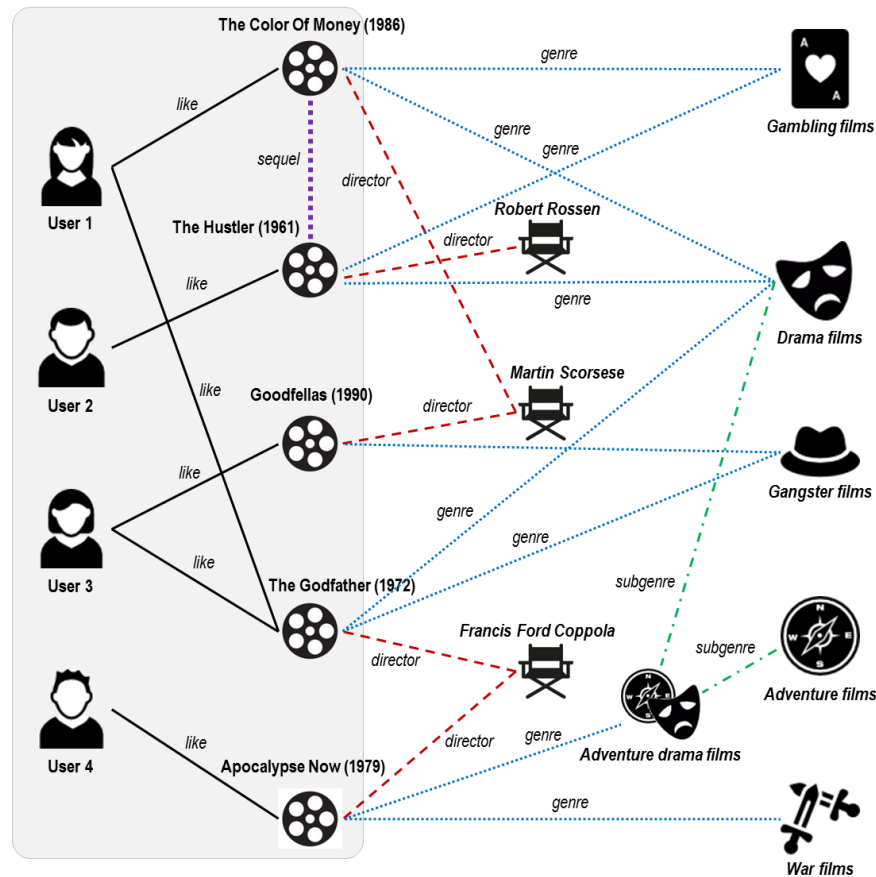 The Color Of Money (1986)
genre
A
A
Gambling films
like
genre
genre
sequel
director
User 1
The Hustler (1961)
Robert Rossen
director
like
genre
Drama films
User 2
Martin Scorsese
like
Goodfellas (1990)
director
like
Gangster films
genre
genre
like
User 3
The Godfather (1972)
subgenre
N
W E
S
Francis Ford Coppola
director
subgenre
N
W E
S
Adventure films
like
director
genre
Adventure drama films
User 4
Apocalypse Now (1979)
genre
War films